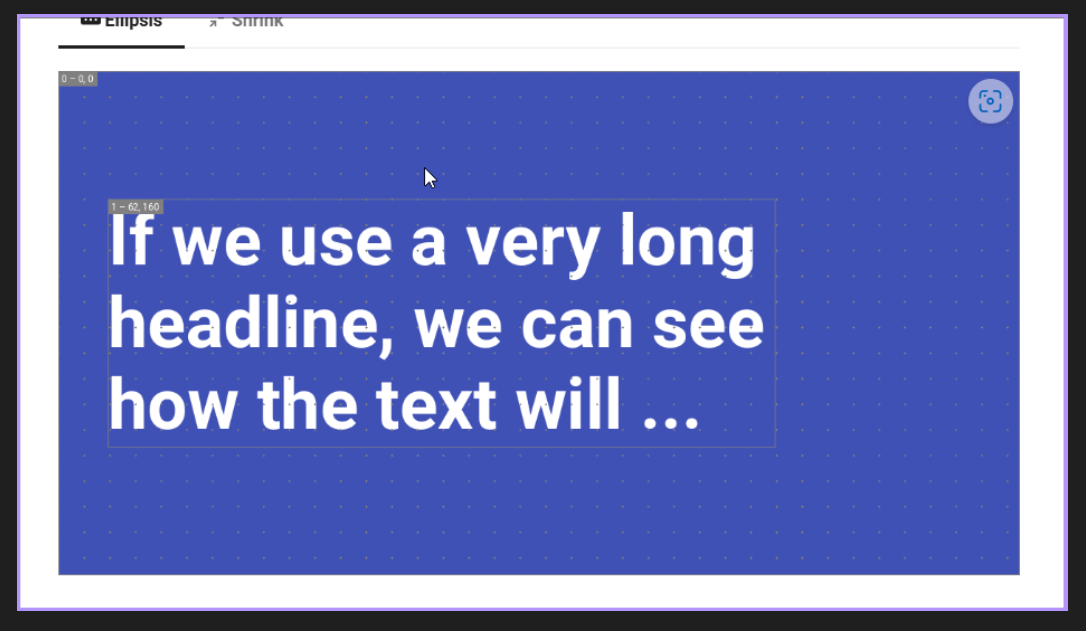 Ellipsis Shrink
0 – 0, 0
1 – 62, 160
If we use a very long
headline, we can see
how the text will ...